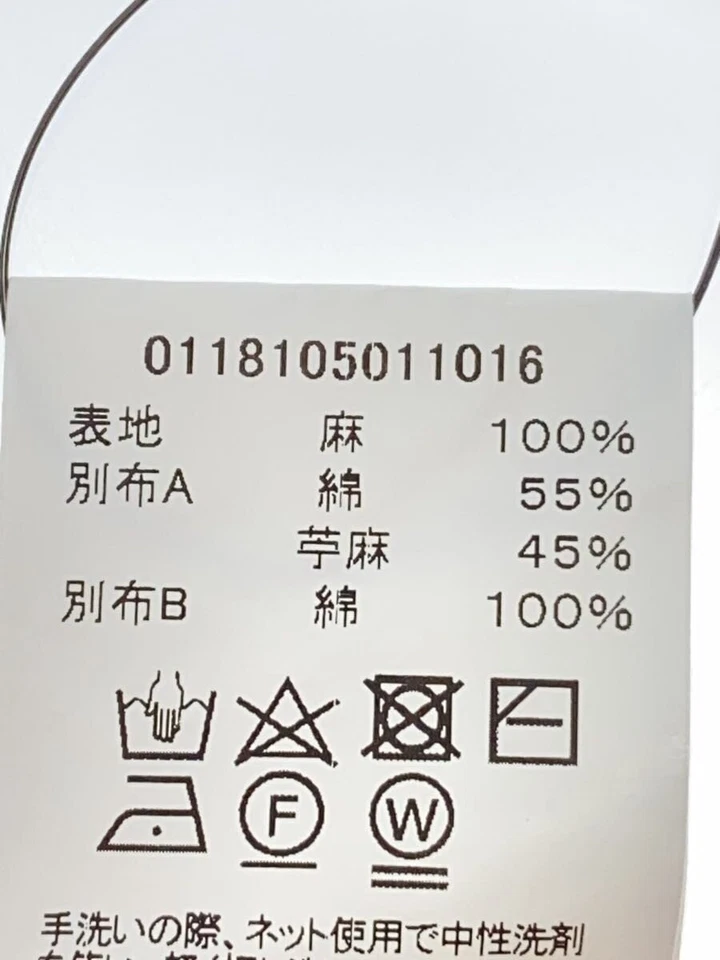 0118105011016
表地 麻 100%
別布A 綿 55%
苧麻 45%
別布B 綿 100%
F W
手洗いの際、ネット使用で中性洗剤